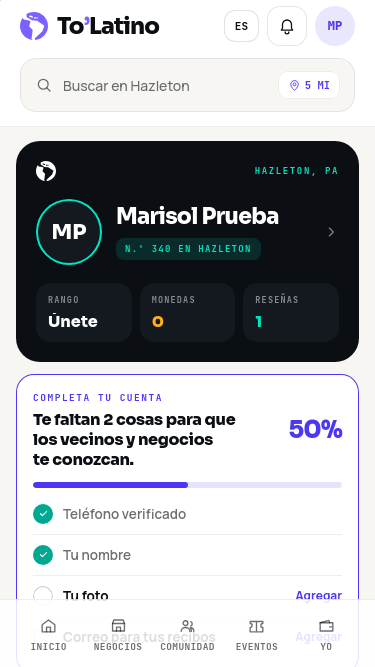 To'Latino
ES
MP
Buscar en Hazleton
5 MI
HAZLETON, PA
MP
Marisol Prueba
N.º 340 EN HAZLETON
RANGO
MONEDAS
RESEÑAS
Únete
0
1
COMPLETA TU CUENTA
Te faltan 2 cosas para que
los vecinos y negocios
te conozcan.
50%
Teléfono verificado
Tu nombre
Tu foto
Agregar
Correo para tus recibos
Agregar
INICIO
NEGOCIOS
COMUNIDAD
EVENTOS
YO